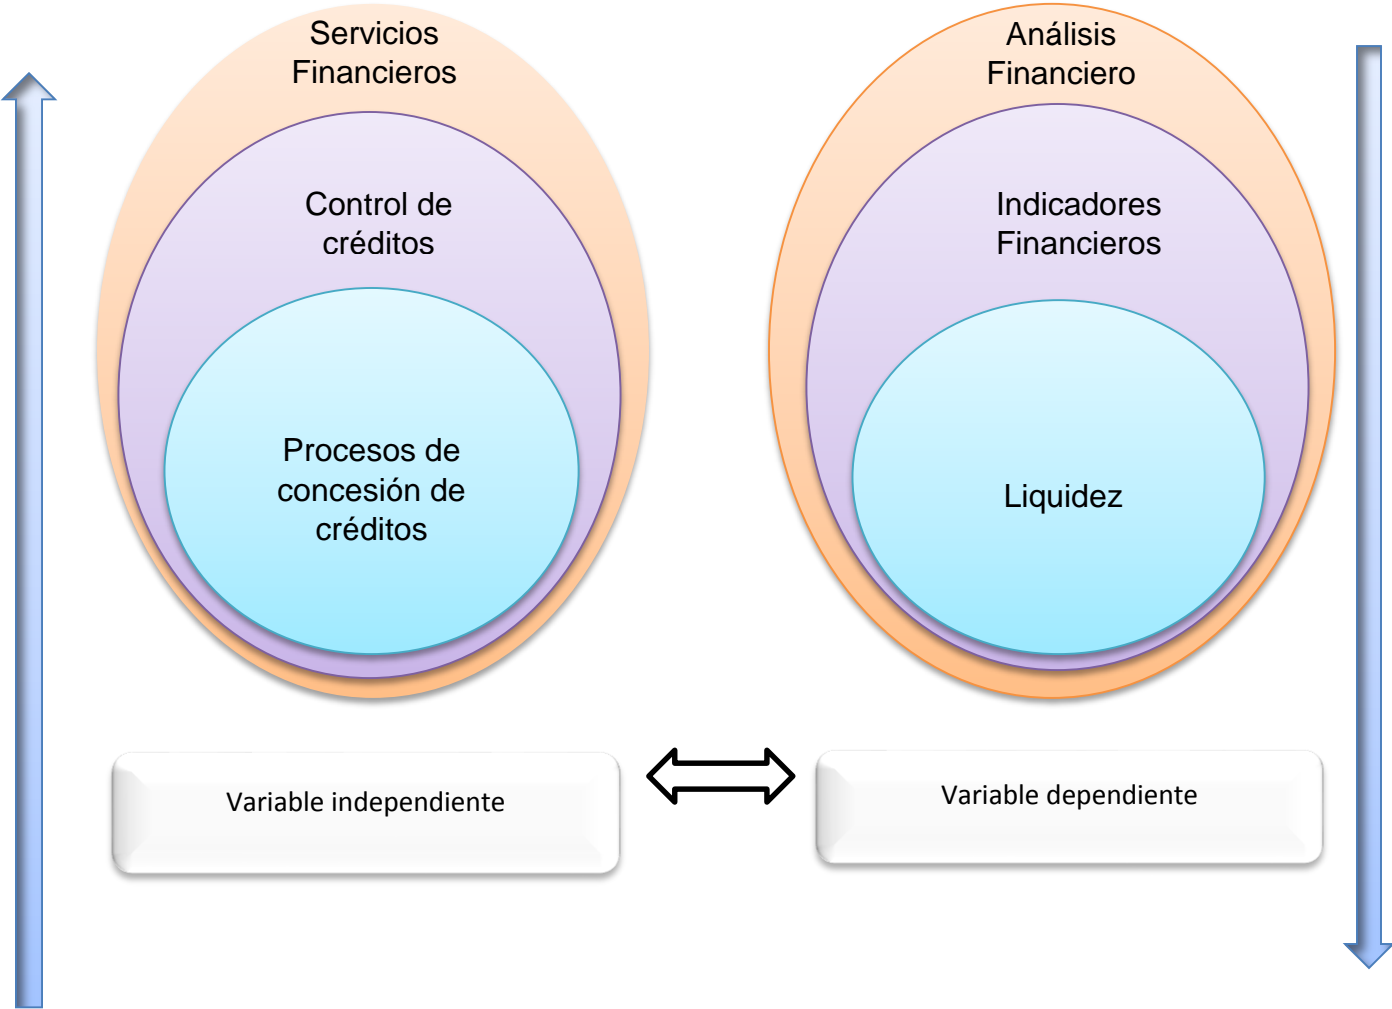 Servicios
Financieros
Control de
créditos
Procesos de
concesión de
créditos
Análisis
Financiero
Indicadores
Financieros
Liquidez
Variable independiente
Variable dependiente